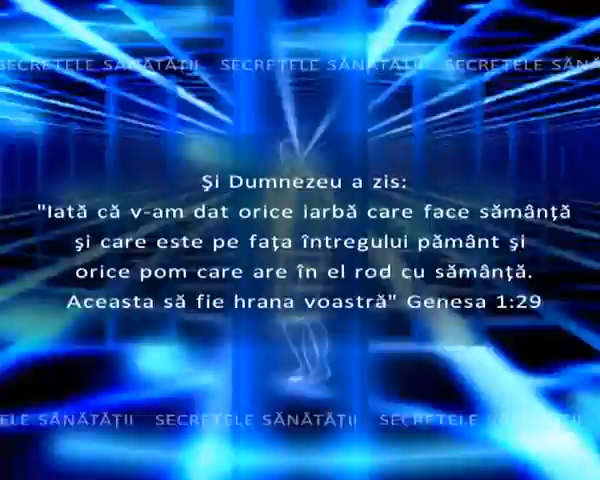 SECRETELE SĂNĂTĂȚII SECRETELE SĂNĂTĂȚII SECRETELE SĂNĂ
Şi Dumnezeu a zis:
"Iată că v-am dat orice iarbă care face sămânţă
şi care este pe faţa întregului pământ şi
orice pom care are în el rod cu sămânţă.
Aceasta să fie hrana voastră" Genesa 1:29
ELE SĂNĂTĂȚII SECRETELE SĂNĂTĂȚII SECRETELE SĂNĂTĂȚII